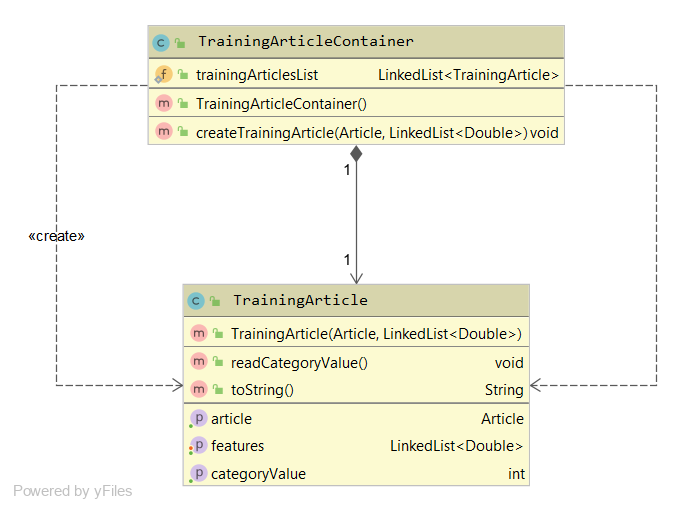 TrainingArticleContainer
trainingArticlesList LinkedList<TrainingArticle>
TrainingArticleContainer()
createTrainingArticle(Article, LinkedList<Double>) void
1
«create»
1
TrainingArticle
TrainingArticle(Article, LinkedList<Double>)
readCategoryValue() void
toString() String
article Article
features LinkedList<Double>
categoryValue int
Powered by yFiles